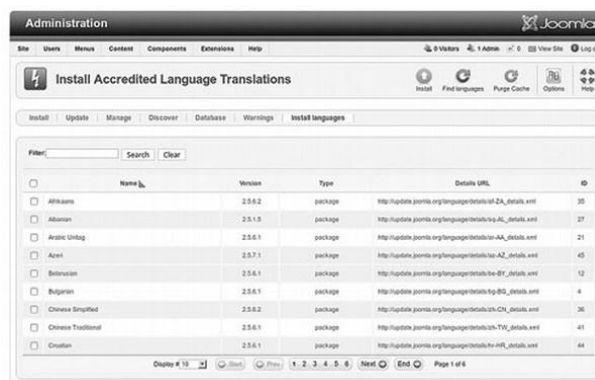 Administration Joomla
Site Users Menus Content Components Extensions Help 0 Visitors 1 Admin 0 View Site Log o
Install Accredited Language Translations Install Find languages Purge Cache Options Help
Install Update Manage Discover Database Warnings Install languages
Filter: Search Clear
Name Version Type Details URL ID
Afrikaans 2.5.6.2 package http://update.joomla.org/language/details/af-ZA_details.xml 35
Albanian 2.5.1.5 package http://update.joomla.org/language/details/sq-AL_details.xml 27
Arabic Unitag 2.5.6.1 package http://update.joomla.org/language/details/ar-AA_details.xml 21
Azeri 2.5.7.1 package http://update.joomla.org/language/details/az-AZ_details.xml 45
Belarusian 2.5.6.1 package http://update.joomla.org/language/details/be-BY_details.xml 12
Bulgarian 2.5.6.1 package http://update.joomla.org/language/details/bg-BG_details.xml 4
Chinese Simplified 2.5.8.2 package http://update.joomla.org/language/details/zh-CN_details.xml 36
Chinese Traditional 2.5.6.1 package http://update.joomla.org/language/details/zh-TW_details.xml 41
Croatian 2.5.6.1 package http://update.joomla.org/language/details/hr-HR_details.xml 44
Display # 10 Start Prev 1 2 3 4 5 6 Next End Page 1 of 6